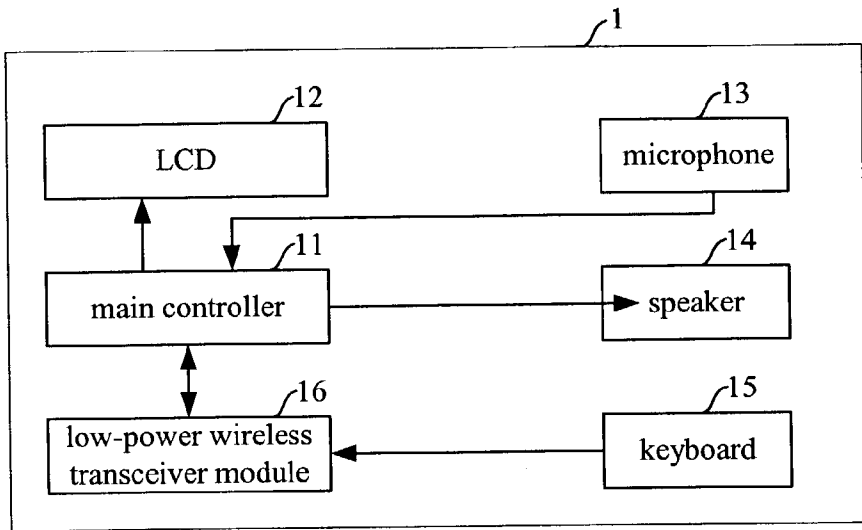 1
12
LCD
13
microphone
11
main controller
14
speaker
16
low-power wireless
transceiver module
15
keyboard